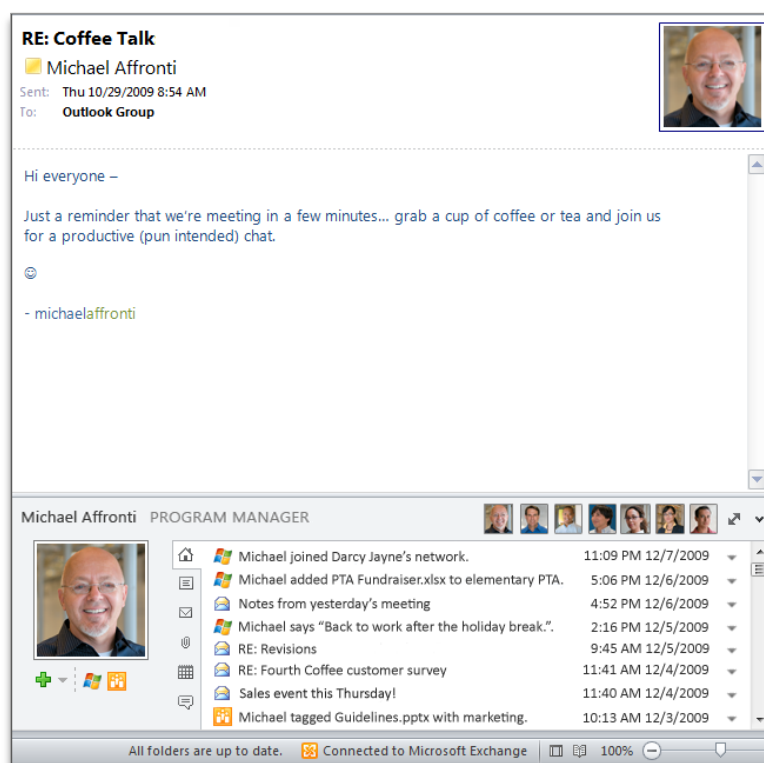 RE: Coffee Talk
Michael Affronti
Sent: Thu 10/29/2009 8:54 AM
To: Outlook Group
Hi everyone –
Just a reminder that we're meeting in a few minutes... grab a cup of coffee or tea and join us
for a productive (pun intended) chat.
☺
- michaelaffronti
Michael Affronti PROGRAM MANAGER
Michael joined Darcy Jayne's network. 11:09 PM 12/7/2009
Michael added PTA Fundraiser.xlsx to elementary PTA. 5:06 PM 12/6/2009
Notes from yesterday's meeting 4:52 PM 12/6/2009
Michael says “Back to work after the holiday break.”. 2:16 PM 12/5/2009
RE: Revisions 9:45 AM 12/5/2009
RE: Fourth Coffee customer survey 11:41 AM 12/4/2009
Sales event this Thursday! 11:40 AM 12/4/2009
Michael tagged Guidelines.pptx with marketing. 10:13 AM 12/3/2009
All folders are up to date. Connected to Microsoft Exchange 100%